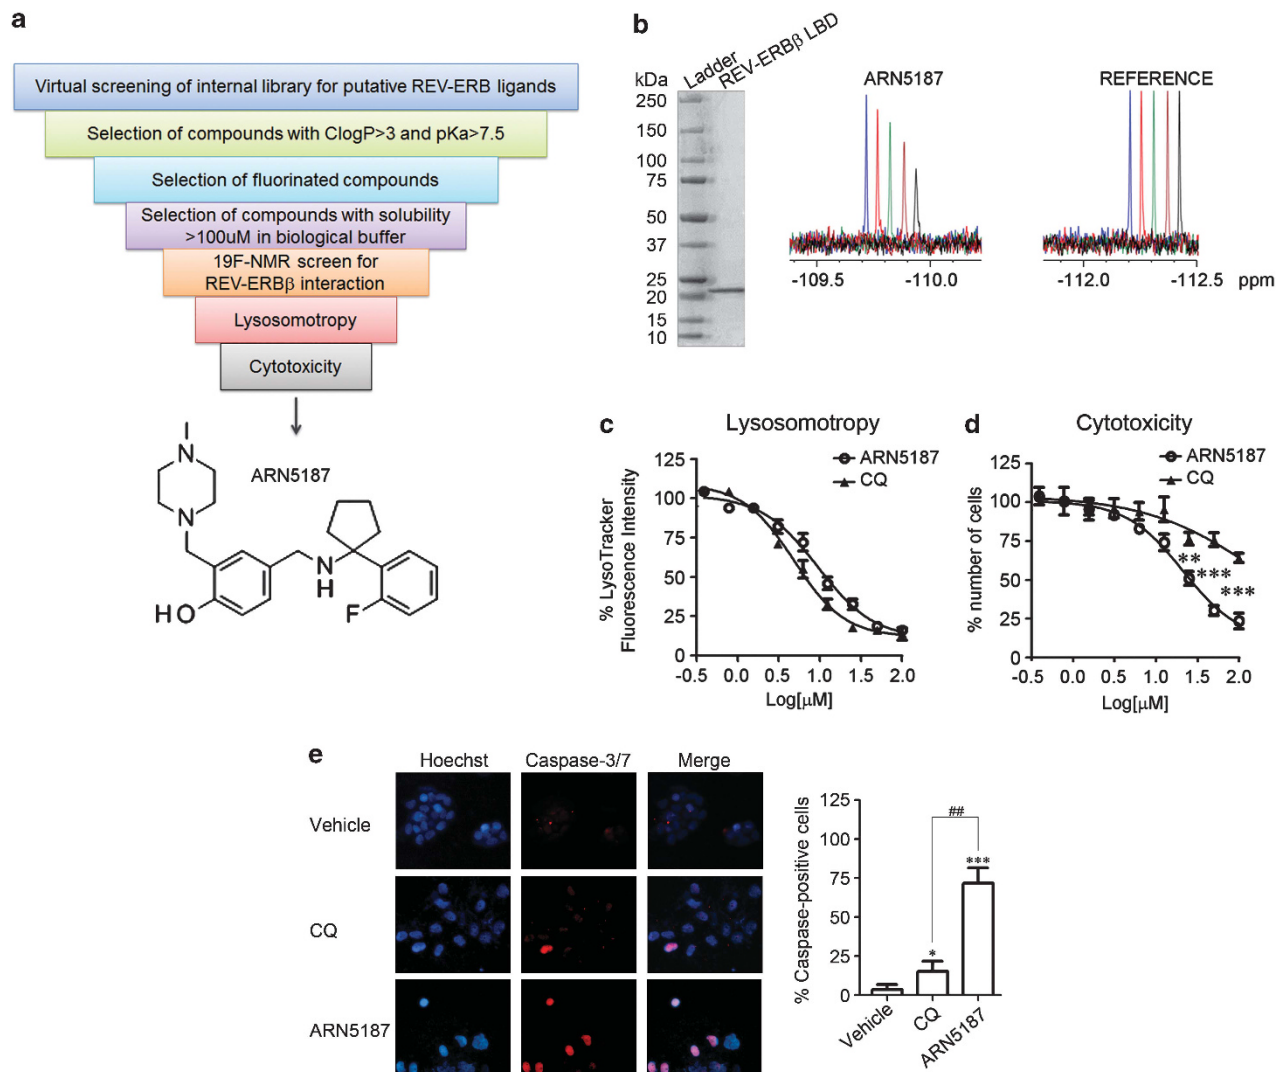 a
Virtual screening of internal library for putative REV-ERB ligands
Selection of compounds with ClogP>3 and pKa>7.5
Selection of fluorinated compounds
Selection of compounds with solubility
>100uM in biological buffer
19F-NMR screen for
REV-ERBβ interaction
Lysosomotropy
Cytotoxicity
ARN5187
N
N
HO
N
H
F
b
kDa
Ladder
REV-ERBβ LBD
250
150
100
75
50
37
25
20
15
10
ARN5187
REFERENCE
-109.5
-110.0
-112.0
-112.5
ppm
c
Lysosomotropy
ARN5187
CQ
% LysoTracker
Fluorescence Intensity
125
100
75
50
25
0
-0.5 0.0 0.5 1.0 1.5 2.0
Log[μM]
d
Cytotoxicity
ARN5187
CQ
% number of cells
125
100
75
50
25
0
**
***
***
-0.5 0.0 0.5 1.0 1.5 2.0
Log[μM]
e
Hoechst
Caspase-3/7
Merge
Vehicle
CQ
ARN5187
% Caspase-positive cells
125
100
75
50
25
0
##
*
***
Vehicle
CQ
ARN5187